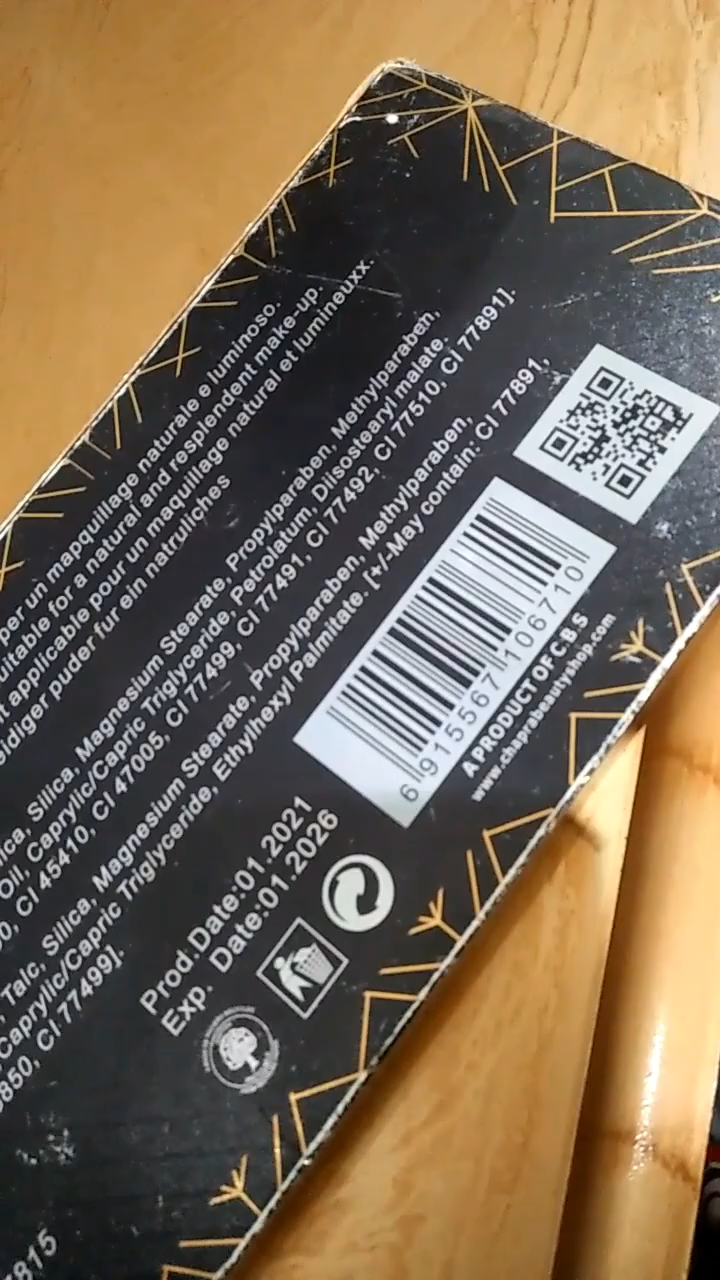 per un mapquillage naturale e luminoso.
uitable for a natural and resplendent make-up.
t applicable pour un maquillage natural et lumineuxx.
eidiger puder fur ein natruliches
ica, Silica, Magnesium Stearate, Propylparaben, Methylparaben,
Oil, Caprylic/Capric Triglyceride, Petrolatum, Diisostearyl malate.
0, CI 45410, CI 47005, CI 77499, CI 77491, CI 77492, CI 77510, CI 77891].
, Talc, Silica, Magnesium Stearate, Propylparaben, Methylparaben,
Caprylic/Capric Triglyceride, Ethylhexyl Palmitate. [+/-May contain: CI 77891,
850, CI 77499].
6 915567 106710
A PRODUCT OF C.B.S
www.chaprabeautyshop.com
Prod.Date:01.2021
Exp. Date:01.2026
815